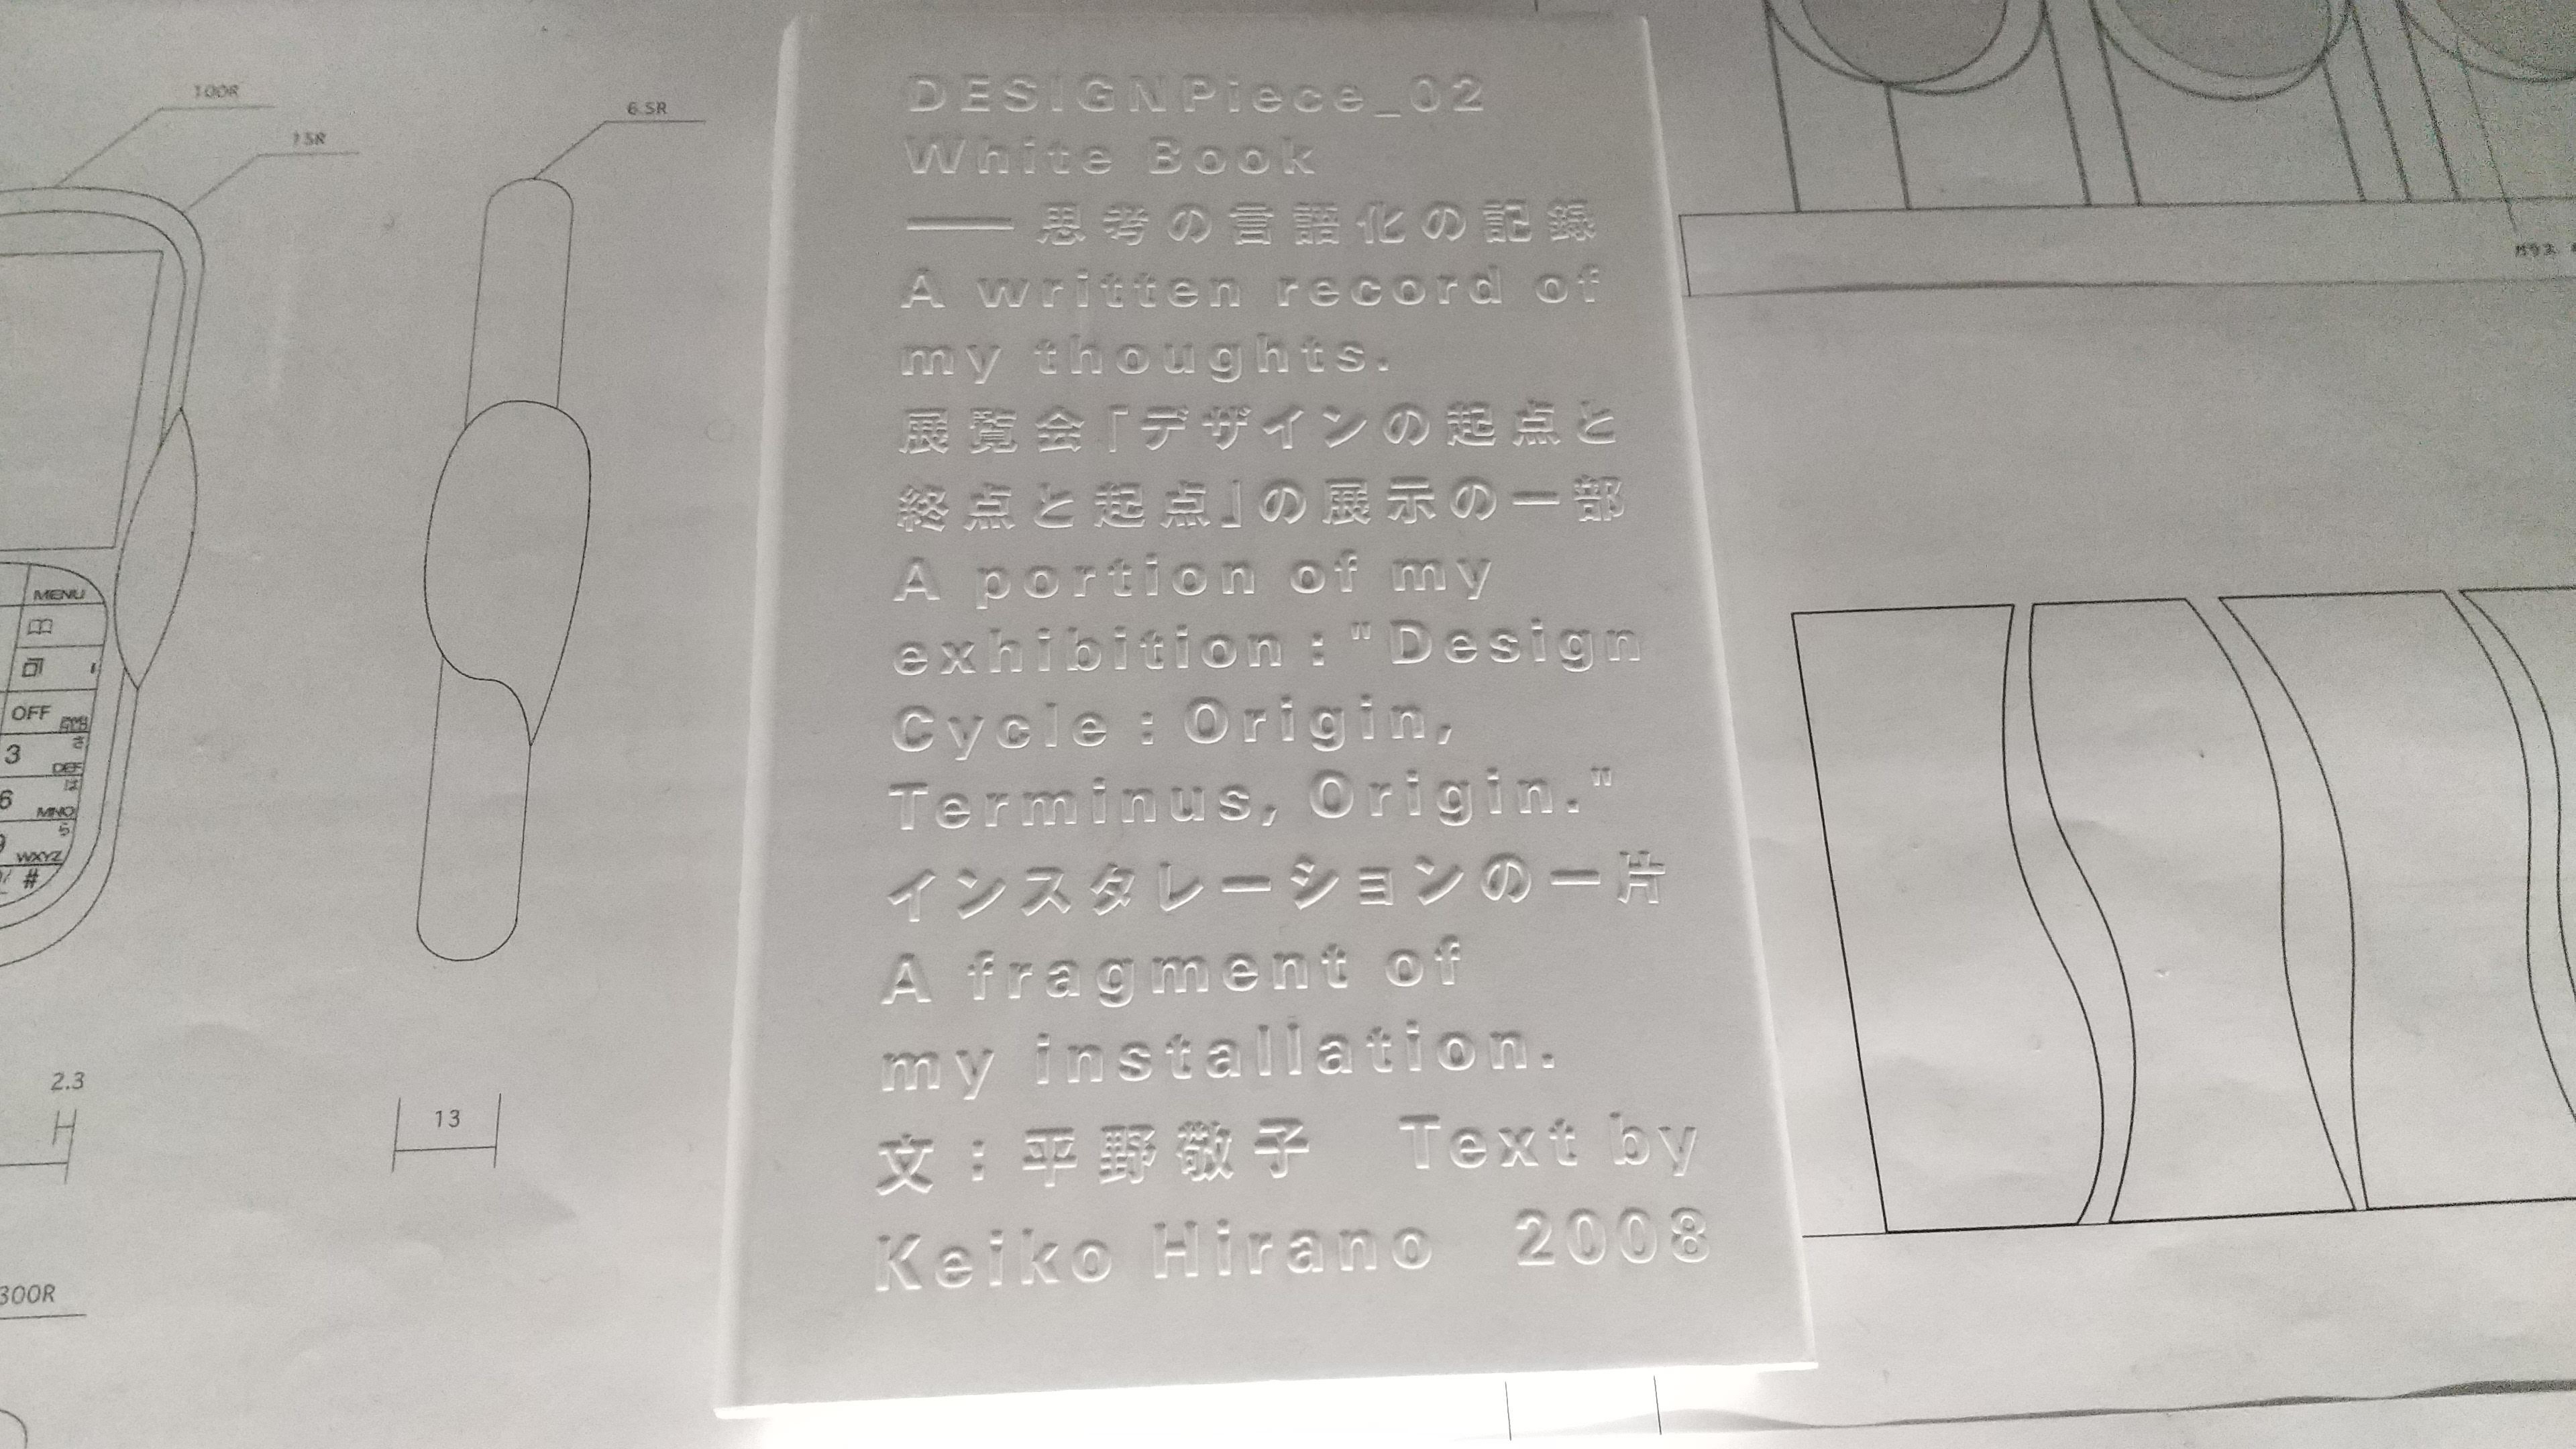 100R
75R
6.5R
MENU
OFF
3
さ
DEF
は
6
MNO
ら
WXYZ
#
2.3
13
300R
DESIGNPiece_02
White Book
── 思考の言語化の記録
A written record of
my thoughts.
展覧会「デザインの起点と
終点と起点」の展示の一部
A portion of my
exhibition : "Design
Cycle : Origin,
Terminus, Origin."
インスタレーションの一片
A fragment of
my installation.
文 : 平野敬子　Text by
Keiko Hirano　2008